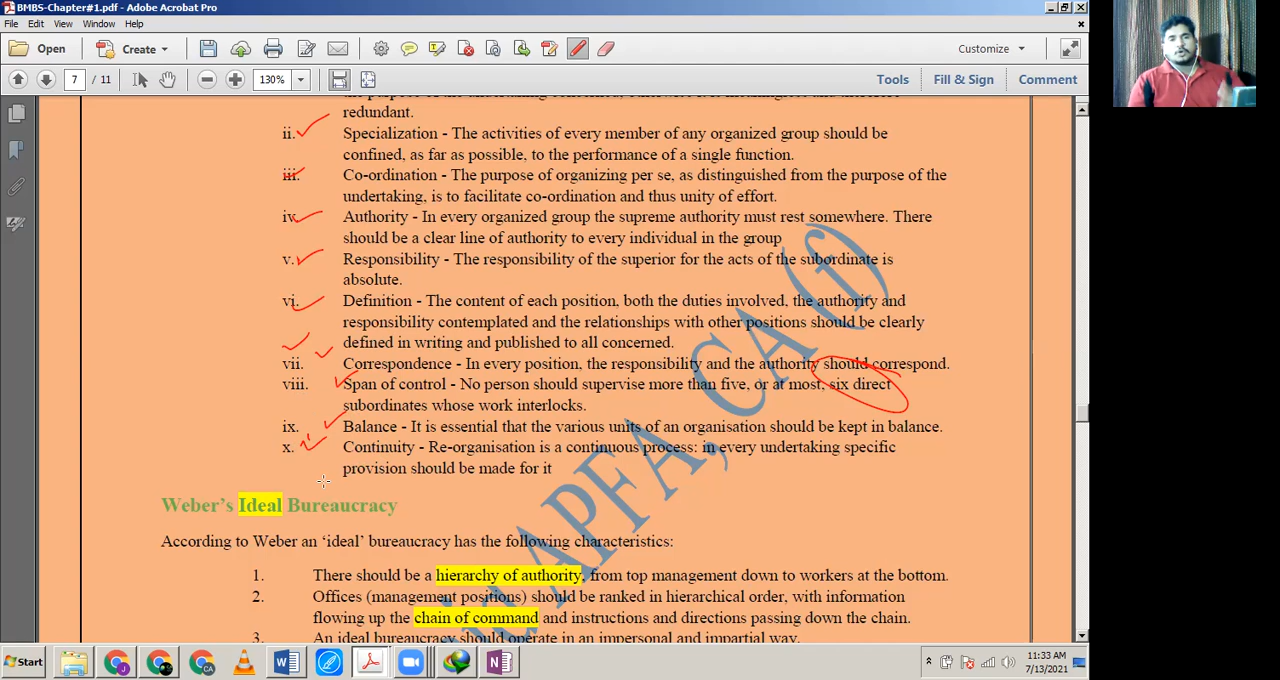 BMBS-Chapter#1.pdf - Adobe Acrobat Pro
File Edit View Window Help
Open Create Customize
7 / 11 130% Tools Fill & Sign Comment
redundant.
ii. Specialization - The activities of every member of any organized group should be
confined, as far as possible, to the performance of a single function.
iii. Co-ordination - The purpose of organizing per se, as distinguished from the purpose of the
undertaking, is to facilitate co-ordination and thus unity of effort.
iv. Authority - In every organized group the supreme authority must rest somewhere. There
should be a clear line of authority to every individual in the group
v. Responsibility - The responsibility of the superior for the acts of the subordinate is
absolute.
vi. Definition - The content of each position, both the duties involved, the authority and
responsibility contemplated and the relationships with other positions should be clearly
defined in writing and published to all concerned.
vii. Correspondence - In every position, the responsibility and the authority should correspond.
viii. Span of control - No person should supervise more than five, or at most, six direct
subordinates whose work interlocks.
ix. Balance - It is essential that the various units of an organisation should be kept in balance.
x. Continuity - Re-organisation is a continuous process: in every undertaking specific
provision should be made for it
APFA, CA (f)
Weber's Ideal Bureaucracy
According to Weber an 'ideal' bureaucracy has the following characteristics:
1. There should be a hierarchy of authority, from top management down to workers at the bottom.
2. Offices (management positions) should be ranked in hierarchical order, with information
flowing up the chain of command and instructions and directions passing down the chain.
3. An ideal bureaucracy should operate in an impersonal and impartial way.
Start
11:33 AM
7/13/2021